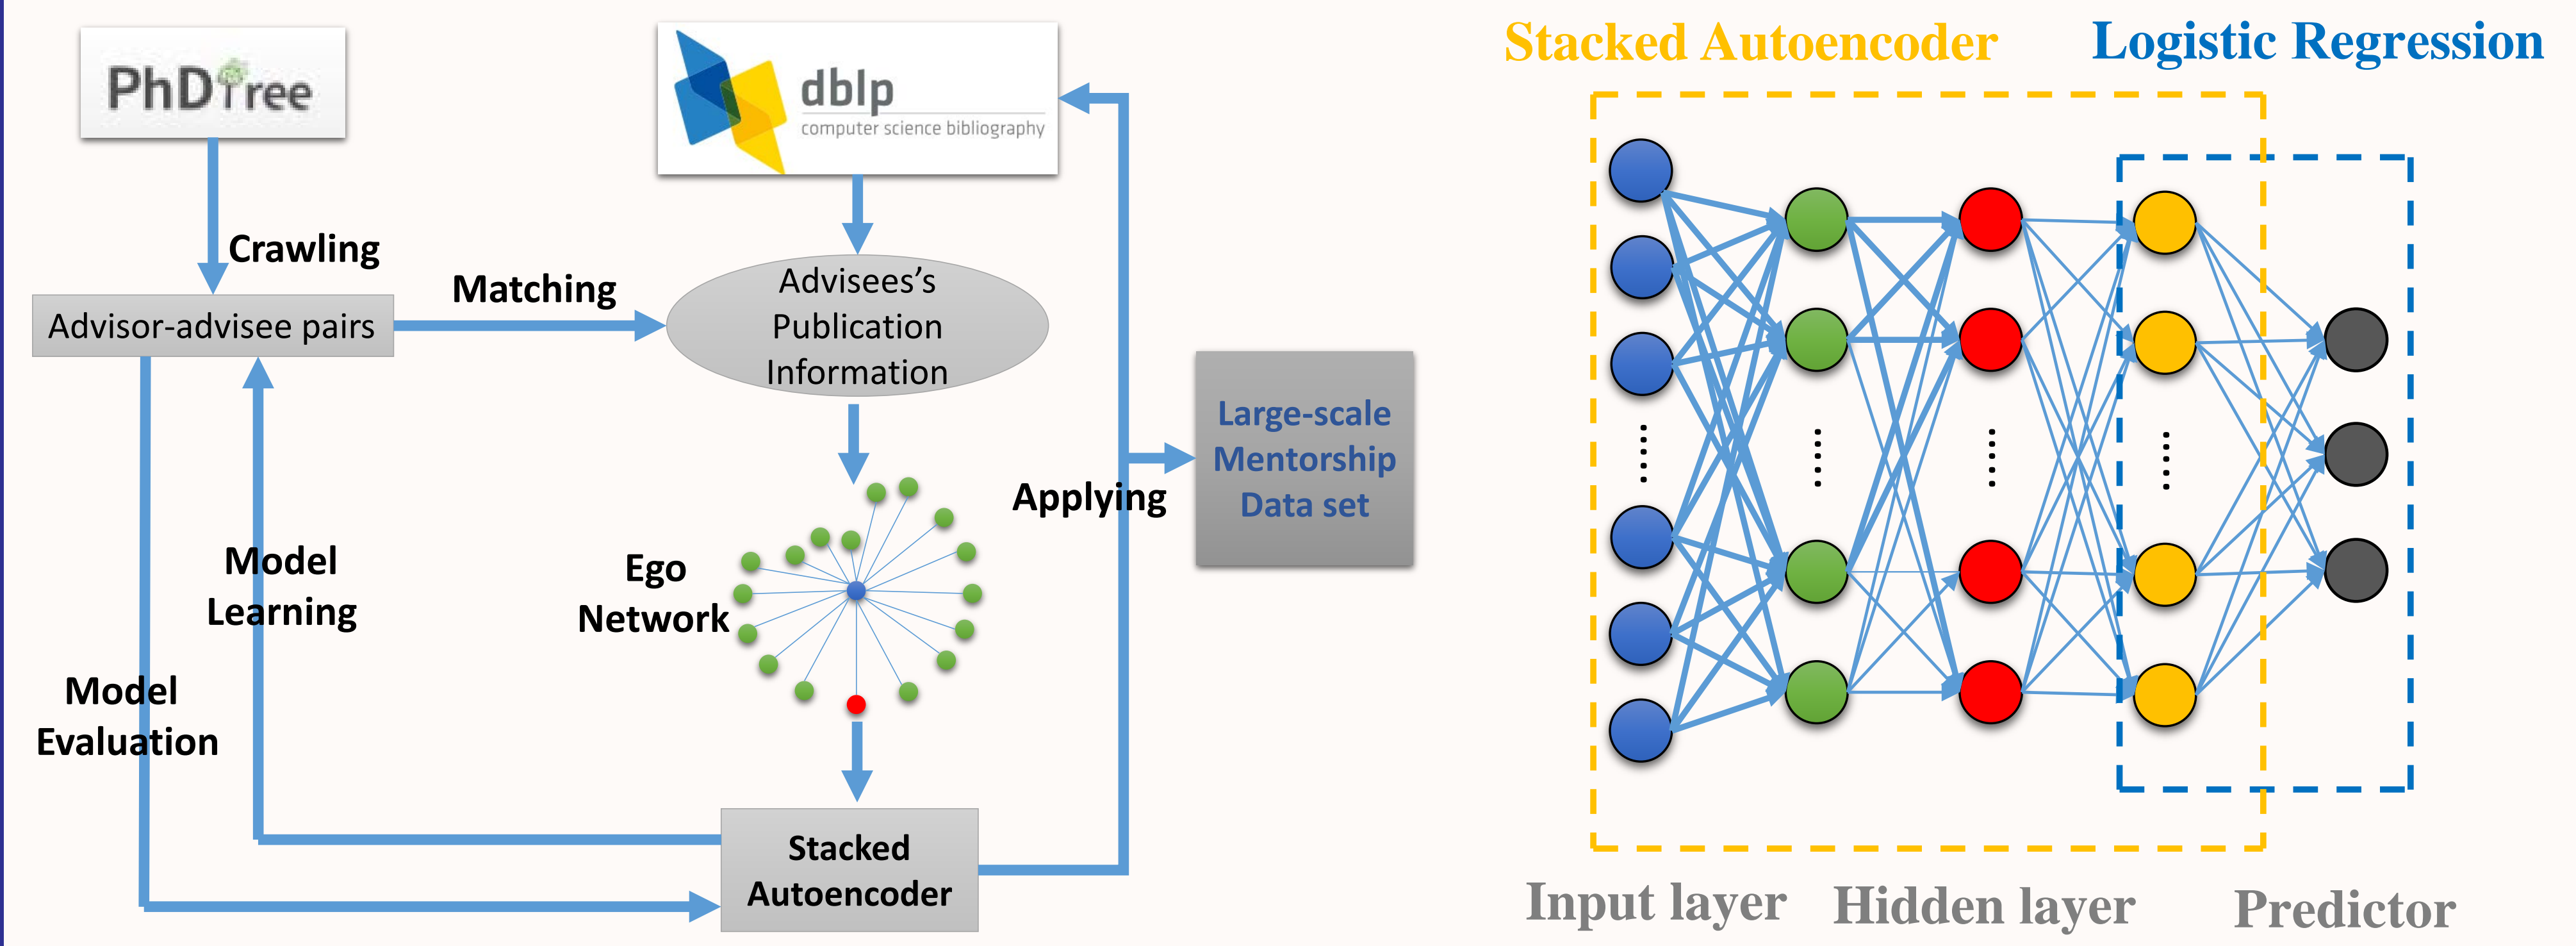 PhDTree
dblp
computer science bibliography
Crawling
Matching
Advisor-advisee pairs
Advisees's
Publication
Information
Large-scale
Mentorship
Data set
Applying
Model
Learning
Ego
Network
Model
Evaluation
Stacked
Autoencoder
Stacked Autoencoder
Logistic Regression
Input layer
Hidden layer
Predictor